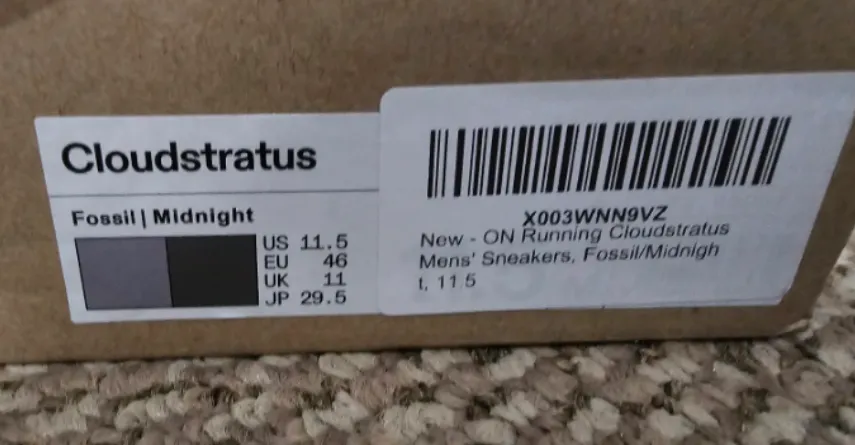 Cloudstratus
Fossil | Midnight
US 11.5
EU 46
UK 11
JP 29.5
X003WNN9VZ
New - ON Running Cloudstratus
Mens' Sneakers, Fossil/Midnigh
t, 11 5